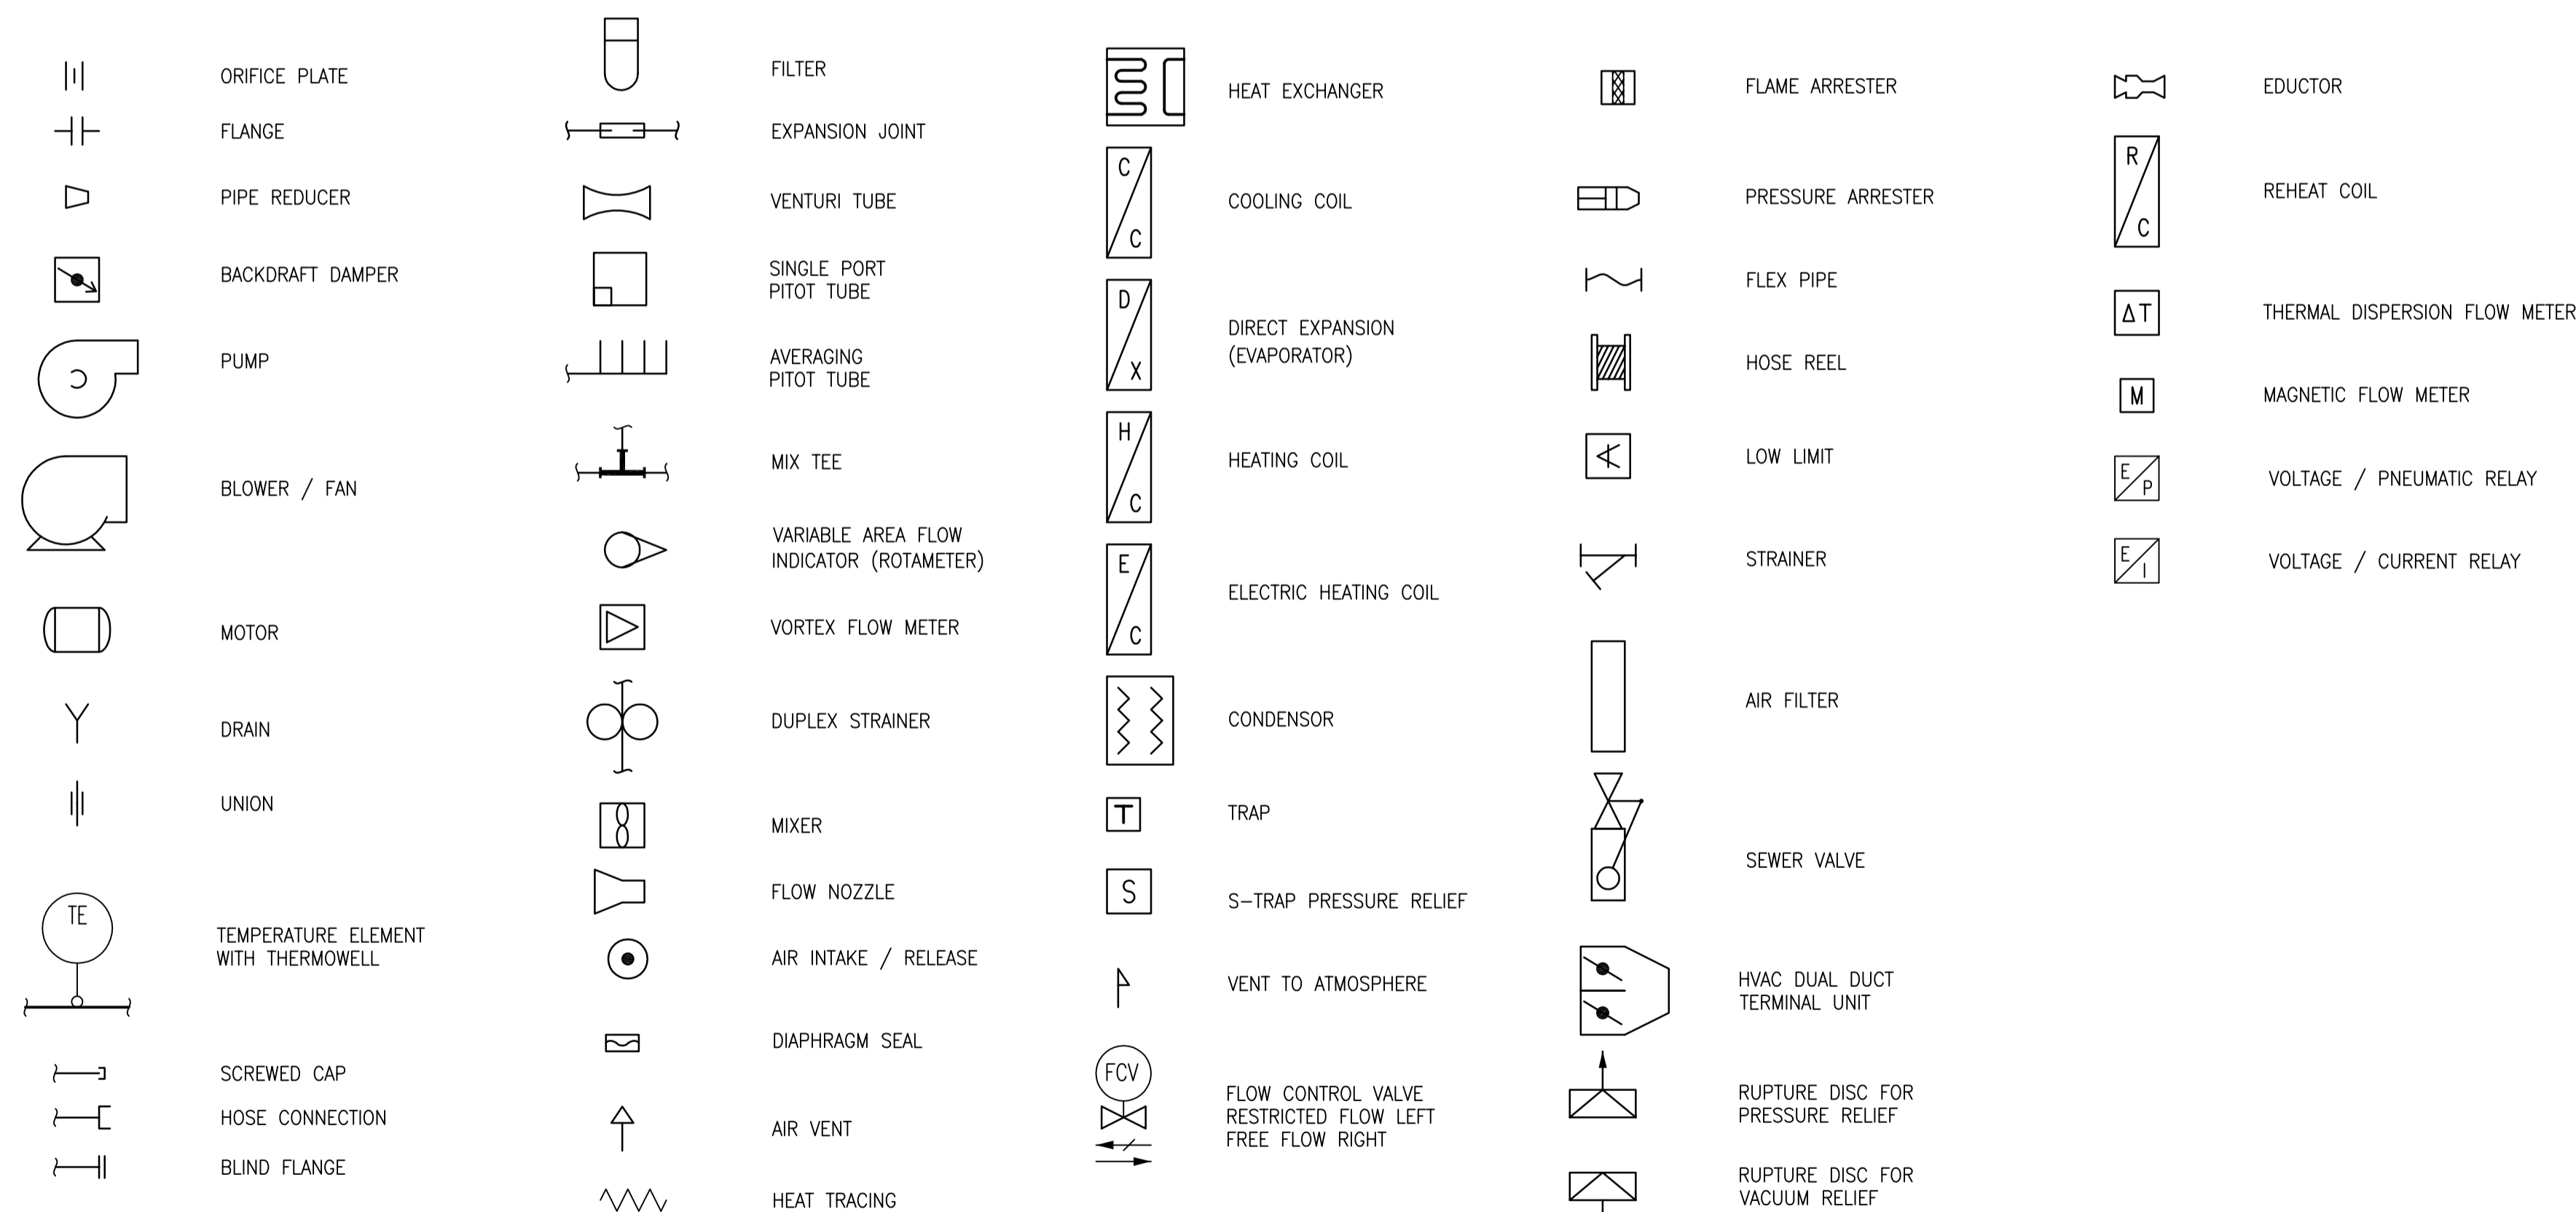 ORIFICE PLATE
FLANGE
PIPE REDUCER
BACKDRAFT DAMPER
PUMP
BLOWER / FAN
MOTOR
DRAIN
UNION
TE
TEMPERATURE ELEMENT
WITH THERMOWELL
SCREWED CAP
HOSE CONNECTION
BLIND FLANGE
FILTER
EXPANSION JOINT
VENTURI TUBE
SINGLE PORT
PITOT TUBE
AVERAGING
PITOT TUBE
MIX TEE
VARIABLE AREA FLOW
INDICATOR (ROTAMETER)
VORTEX FLOW METER
DUPLEX STRAINER
MIXER
FLOW NOZZLE
AIR INTAKE / RELEASE
DIAPHRAGM SEAL
AIR VENT
HEAT TRACING
HEAT EXCHANGER
C
C
COOLING COIL
D
X
DIRECT EXPANSION
(EVAPORATOR)
H
C
HEATING COIL
E
C
ELECTRIC HEATING COIL
CONDENSOR
T
TRAP
S
S-TRAP PRESSURE RELIEF
VENT TO ATMOSPHERE
FCV
FLOW CONTROL VALVE
RESTRICTED FLOW LEFT
FREE FLOW RIGHT
FLAME ARRESTER
PRESSURE ARRESTER
FLEX PIPE
HOSE REEL
LOW LIMIT
STRAINER
AIR FILTER
SEWER VALVE
HVAC DUAL DUCT
TERMINAL UNIT
RUPTURE DISC FOR
PRESSURE RELIEF
RUPTURE DISC FOR
VACUUM RELIEF
EDUCTOR
R
C
REHEAT COIL
ΔT
THERMAL DISPERSION FLOW METER
M
MAGNETIC FLOW METER
E
P
VOLTAGE / PNEUMATIC RELAY
E
I
VOLTAGE / CURRENT RELAY